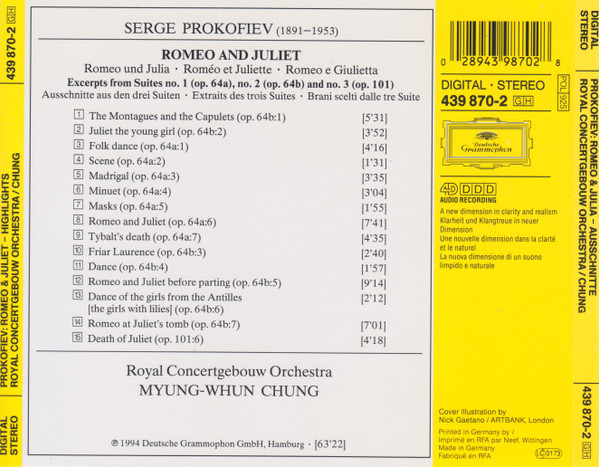 SERGE PROKOFIEV (1891–1953)
ROMEO AND JULIET
Romeo und Julia · Roméo et Juliette · Romeo e Giulietta
Excerpts from Suites no. 1 (op. 64a), no. 2 (op. 64b) and no. 3 (op. 101)
Ausschnitte aus den drei Suiten · Extraits des trois Suites · Brani scelti dalle tre Suite
1 The Montagues and the Capulets (op. 64b:1) [5'31]
2 Juliet the young girl (op. 64b:2) [3'52]
3 Folk dance (op. 64a:1) [4'16]
4 Scene (op. 64a:2) [1'31]
5 Madrigal (op. 64a:3) [3'35]
6 Minuet (op. 64a:4) [3'04]
7 Masks (op. 64a:5) [1'55]
8 Romeo and Juliet (op. 64a:6) [7'41]
9 Tybalt's death (op. 64a:7) [4'35]
10 Friar Laurence (op. 64b:3) [2'40]
11 Dance (op. 64b:4) [1'57]
12 Romeo and Juliet before parting (op. 64b:5) [9'14]
13 Dance of the girls from the Antilles [2'12]
[the girls with lilies] (op. 64b:6)
14 Romeo at Juliet's tomb (op. 64b:7) [7'01]
15 Death of Juliet (op. 101:6) [4'18]
Royal Concertgebouw Orchestra
MYUNG-WHUN CHUNG
℗ 1994 Deutsche Grammophon GmbH, Hamburg · [63'22]
0 28943 98702 8
DIGITAL · STEREO
439 870-2 GH
POL 925
Deutsche
Grammophon
4D DDD
AUDIO RECORDING
A new dimension in clarity and realism
Klarheit und Klangtreue in neuer
Dimension
Une nouvelle dimension dans la clarté
et le naturel
La nuova dimensione di un suono
limpido e naturale
Cover Illustration by
Nick Gaetano / ARTBANK, London
Printed in Germany by /
Imprimé en RFA par Neef, Wittingen
Made in Germany
Fabriqué en RFA
LC 0173
DIGITAL
STEREO
PROKOFIEV: ROMEO & JULIET – HIGHLIGHTS
ROYAL CONCERTGEBOUW ORCHESTRA / CHUNG
439 870-2 GH
DIGITAL
STEREO
PROKOFIEV: ROMEO & JULIA – AUSSCHNITTE
ROYAL CONCERTGEBOUW ORCHESTRA / CHUNG
439 870-2 GH